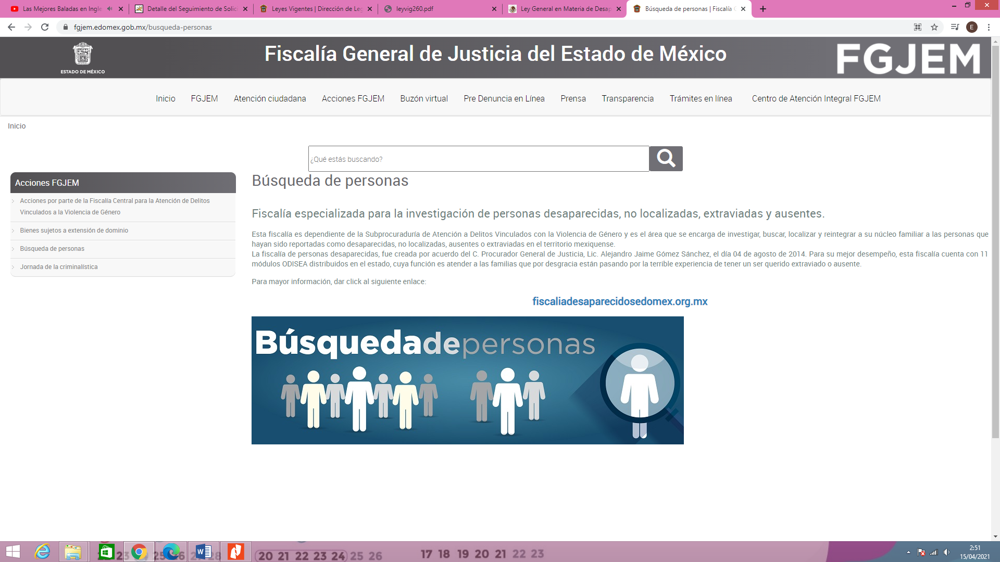 Las Mejores Baladas en Ingle
Detalle del Seguimiento de Solici
Leyes Vigentes | Dirección de Leg
leyvig260.pdf
Ley General en Materia de Desap
Búsqueda de personas | Fiscalía G
fgjem.edomex.gob.mx/busqueda-personas
E
ESTADO DE MÉXICO
Fiscalía General de Justicia del Estado de México
FGJEM
Inicio
FGJEM
Atención ciudadana
Acciones FGJEM
Buzón virtual
Pre Denuncia en Línea
Prensa
Transparencia
Trámites en línea
Centro de Atención Integral FGJEM
Inicio
¿Qué estás buscando?
Acciones FGJEM
Acciones por parte de la Fiscalía Central para la Atención de Delitos
Vinculados a la Violencia de Género
Bienes sujetos a extensión de dominio
Búsqueda de personas
Jornada de la criminalística
Búsqueda de personas
Fiscalía especializada para la investigación de personas desaparecidas, no localizadas, extraviadas y ausentes.
Esta fiscalía es dependiente de la Subprocuraduría de Atención a Delitos Vinculados con la Violencia de Género y es el área que se encarga de investigar, buscar, localizar y reintegrar a su núcleo familiar a las personas que
hayan sido reportadas como desaparecidas, no localizadas, ausentes o extraviadas en el territorio mexiquense.
La fiscalía de personas desaparecidas, fue creada por acuerdo del C. Procurador General de Justicia, Lic. Alejandro Jaime Gómez Sánchez, el día 04 de agosto de 2014. Para su mejor desempeño, esta fiscalía cuenta con 11
módulos ODISEA distribuidos en el estado, cuya función es atender a las familias que por desgracia están pasando por la terrible experiencia de tener un ser querido extraviado o ausente.
Para mayor información, dar click al siguiente enlace:
fiscaliadesaparecidosedomex.org.mx
Búsquedadepersonas
20 21 22 23 24 25 26
17 18 19 20 21 22 23
2:51
15/04/2021